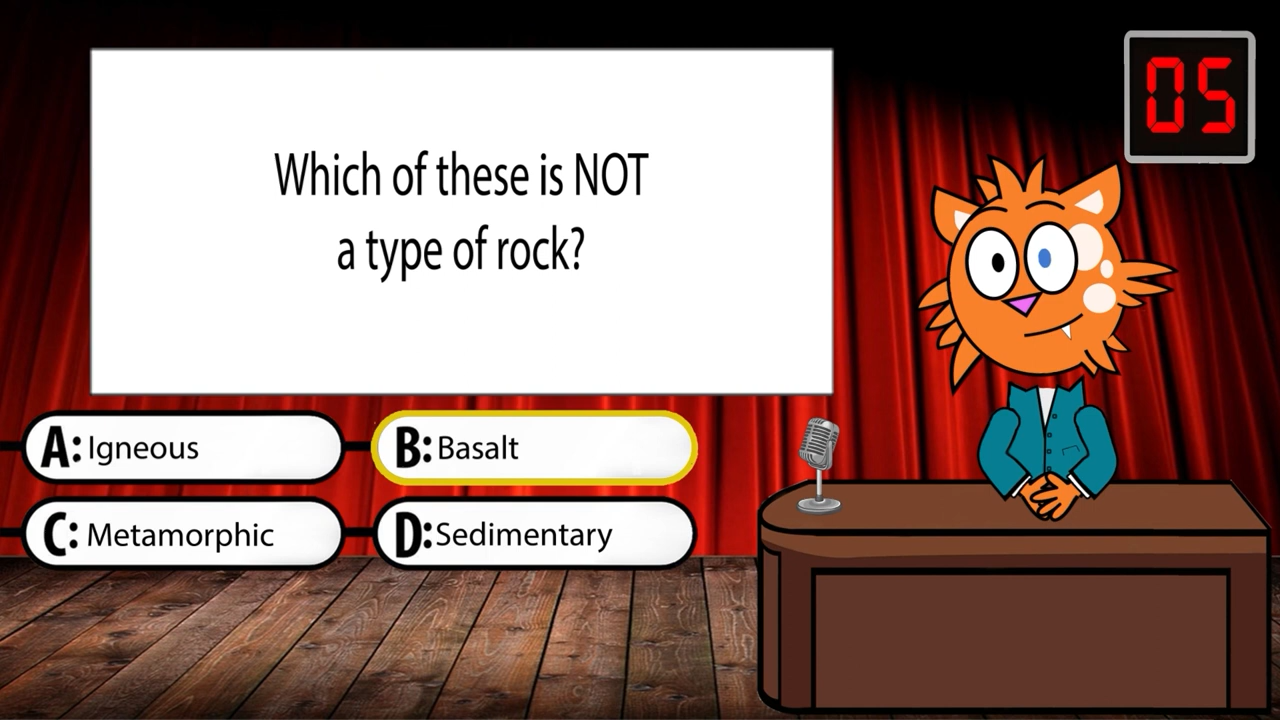 05
Which of these is NOT
a type of rock?
A: Igneous
B: Basalt
C: Metamorphic
D: Sedimentary